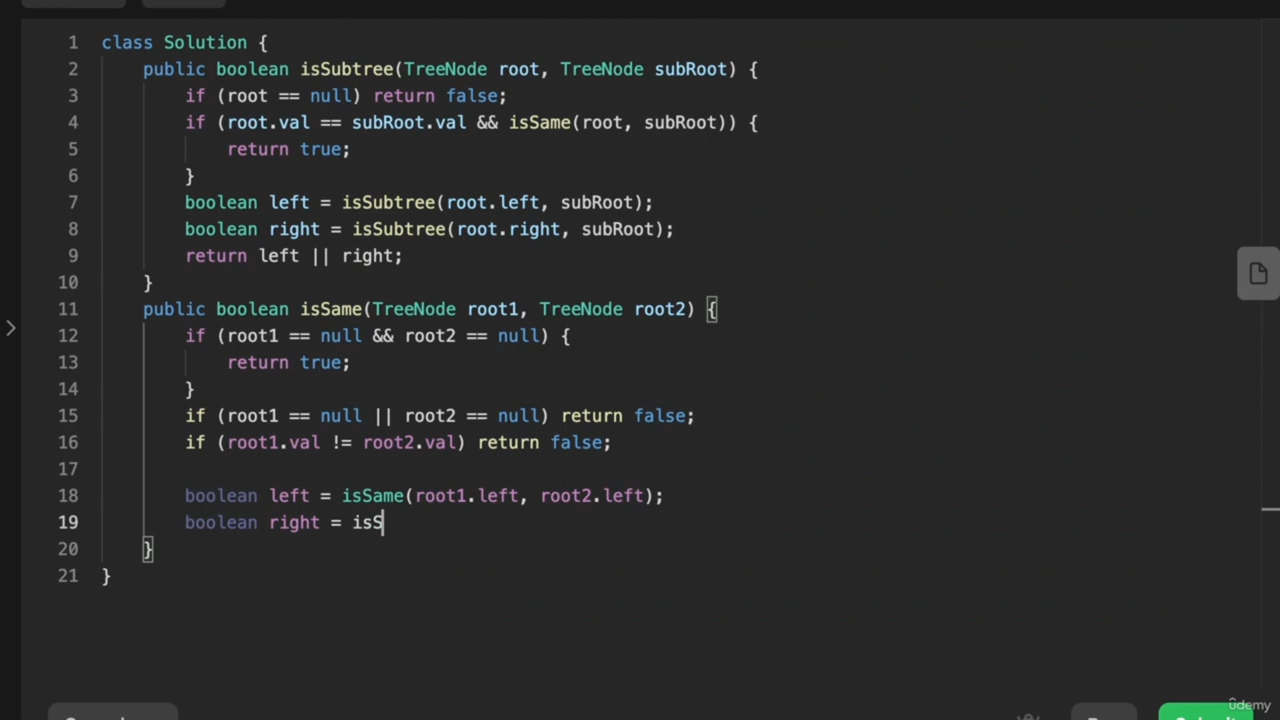 1 class Solution {
2 public boolean isSubtree(TreeNode root, TreeNode subRoot) {
3 if (root == null) return false;
4 if (root.val == subRoot.val && isSame(root, subRoot)) {
5 return true;
6 }
7 boolean left = isSubtree(root.left, subRoot);
8 boolean right = isSubtree(root.right, subRoot);
9 return left || right;
10 }
11 public boolean isSame(TreeNode root1, TreeNode root2) {
12 if (root1 == null && root2 == null) {
13 return true;
14 }
15 if (root1 == null || root2 == null) return false;
16 if (root1.val != root2.val) return false;
17
18 boolean left = isSame(root1.left, root2.left);
19 boolean right = isS
20 }
21 }
ûdemy